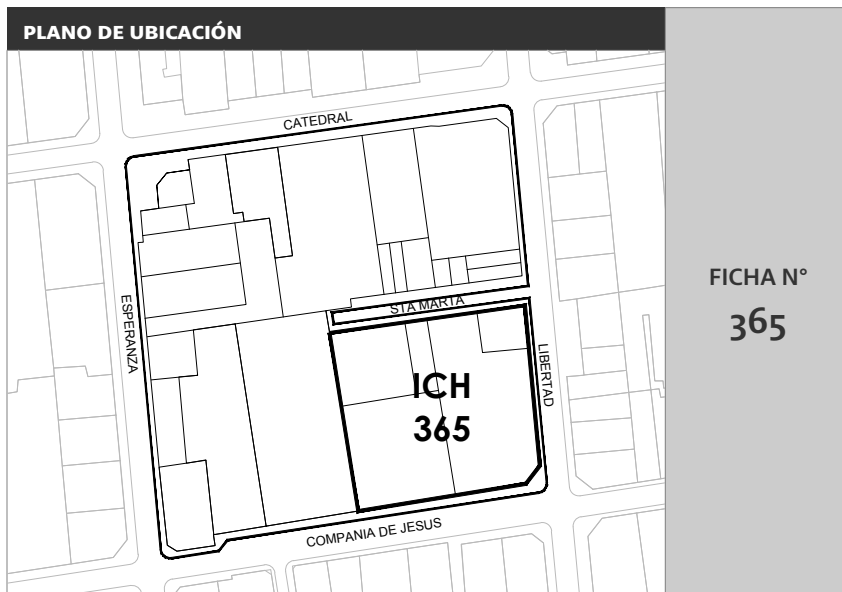 PLANO DE UBICACIÓN
CATEDRAL
STA MARTA
ESPERANZA
LIBERTAD
ICH
365
COMPANIA DE JESUS
FICHA N°
365